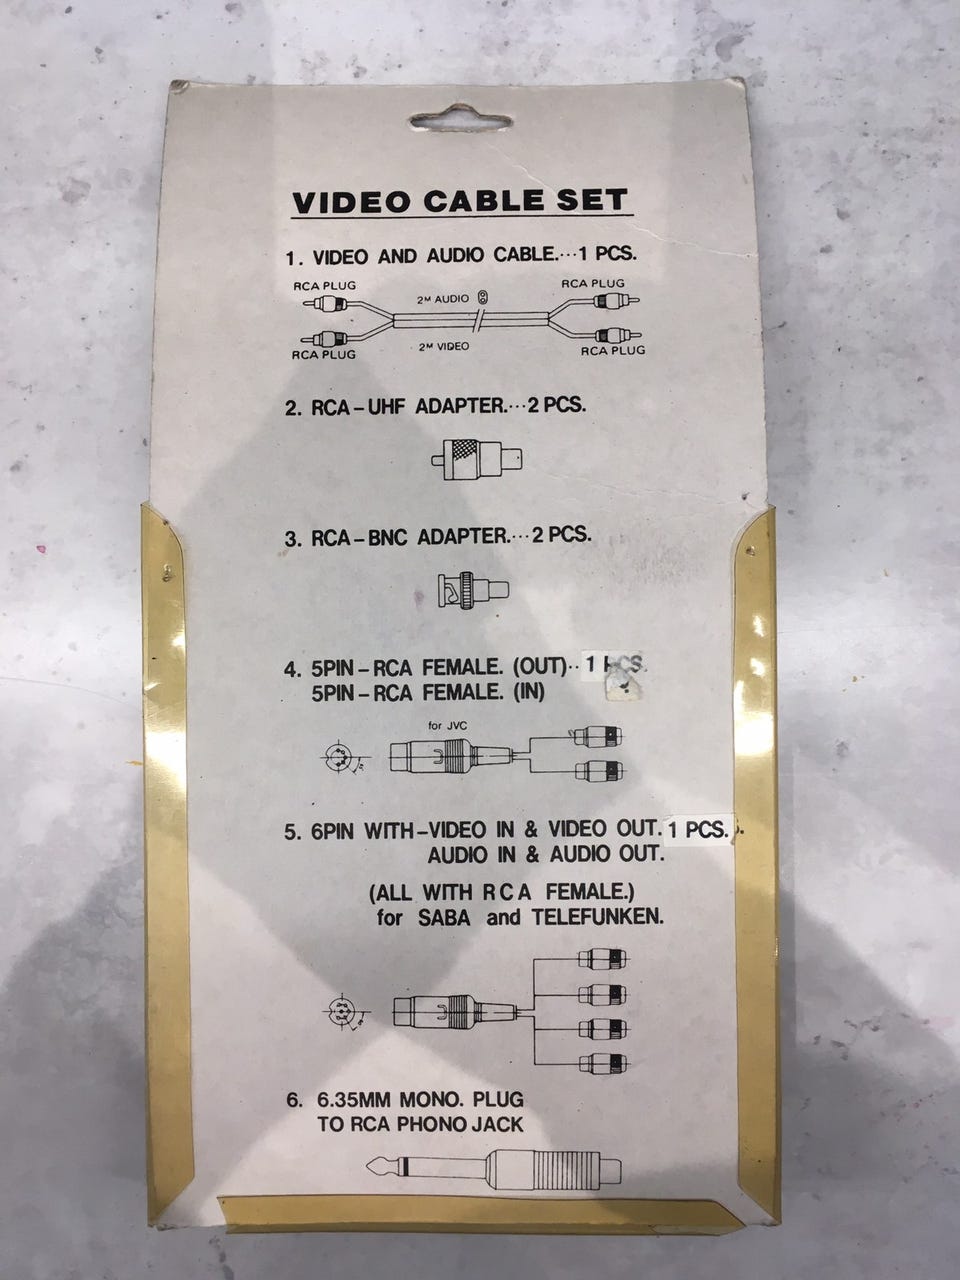 VIDEO CABLE SET
1. VIDEO AND AUDIO CABLE.···1 PCS.
RCA PLUG RCA PLUG
2M AUDIO
2M VIDEO
RCA PLUG RCA PLUG
2. RCA–UHF ADAPTER.···2 PCS.
3. RCA–BNC ADAPTER.···2 PCS.
4. 5PIN–RCA FEMALE. (OUT)··1 PCS.
5PIN–RCA FEMALE. (IN)
for JVC
5. 6PIN WITH–VIDEO IN & VIDEO OUT. 1 PCS.
AUDIO IN & AUDIO OUT.
(ALL WITH RCA FEMALE.)
for SABA and TELEFUNKEN.
6. 6.35MM MONO. PLUG
TO RCA PHONO JACK